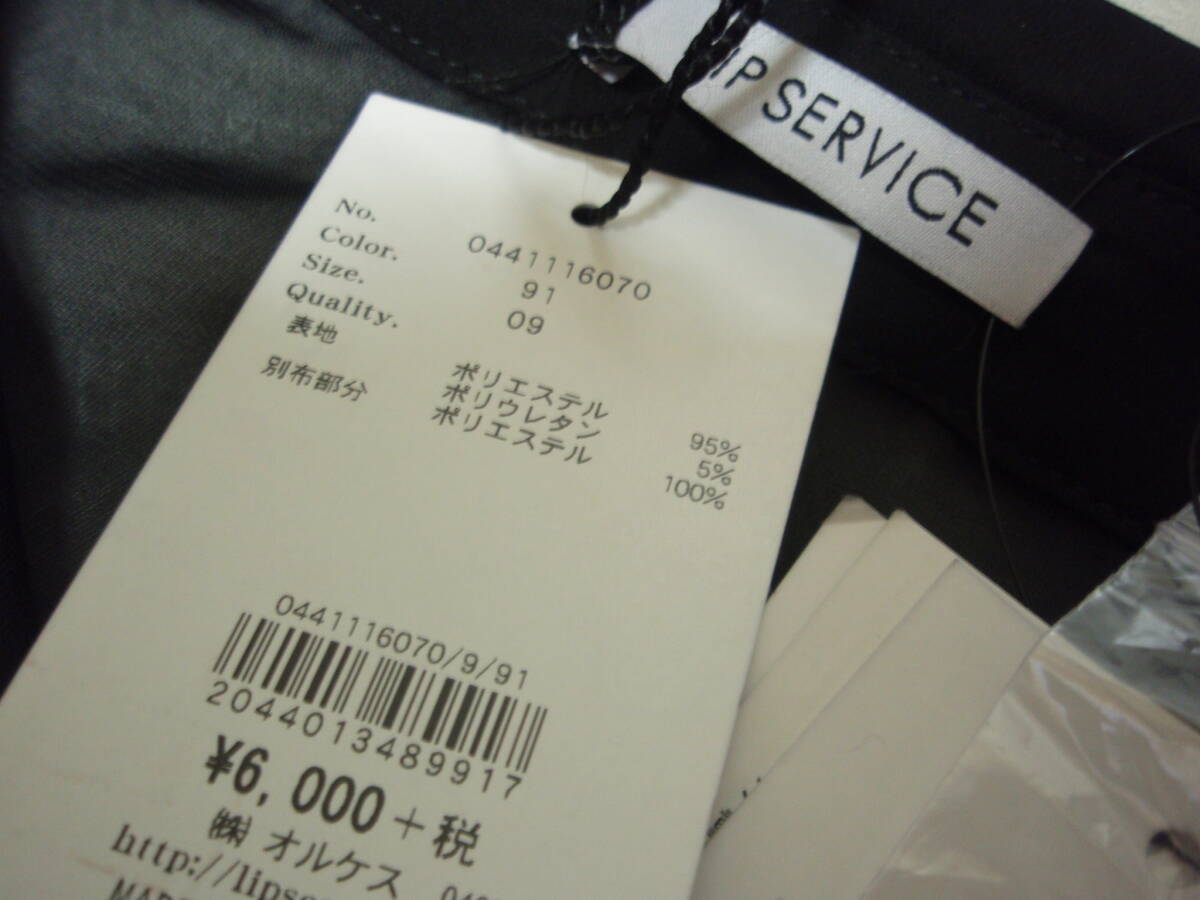 IP SERVICE
No. 0441116070
Color. 91
Size. 09
Quality.
表地 ポリエステル 95%
ポリウレタン 5%
別布部分 ポリエステル 100%
0441116070/9/91
2044013489917
¥6,000+税
㈱オルケス
http://lipse
MADE